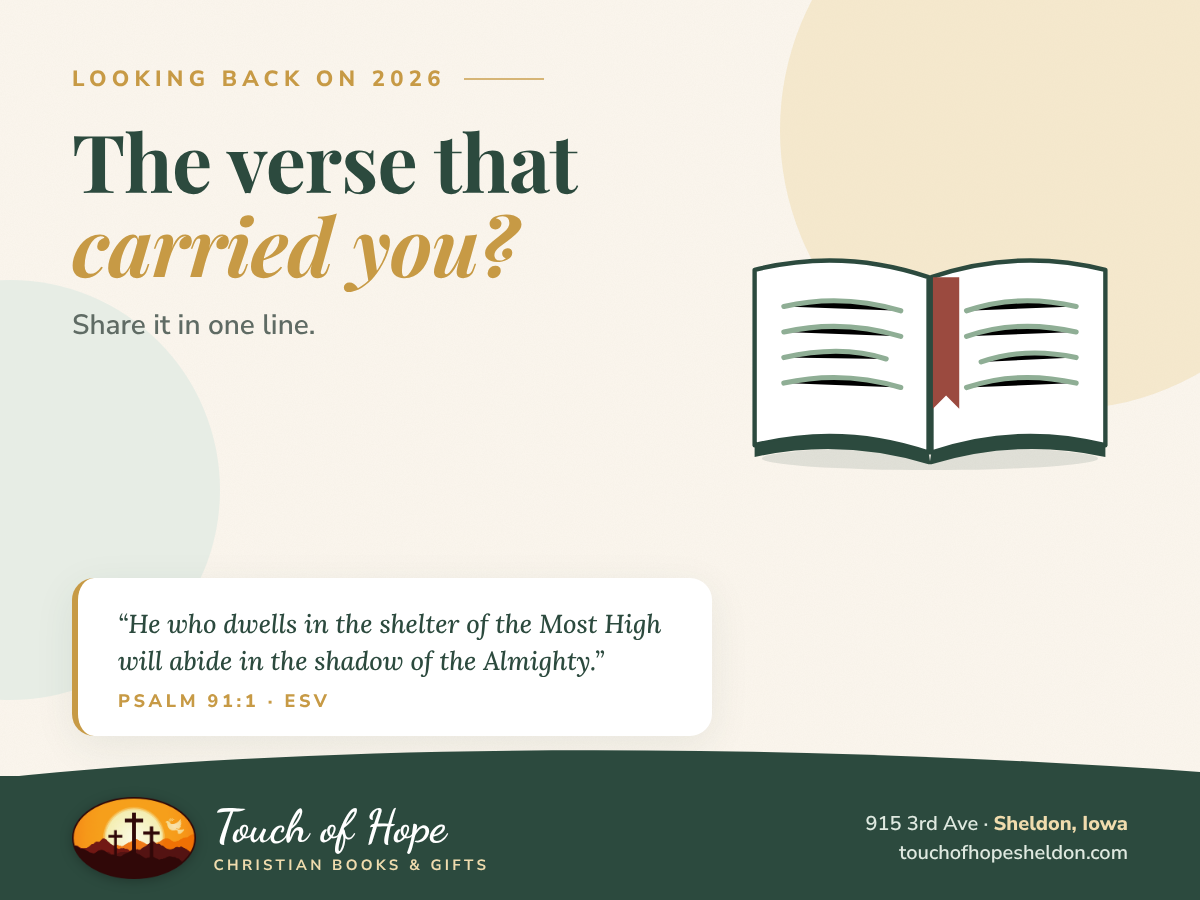 LOOKING BACK ON 2026
The verse that
carried you?
Share it in one line.
“He who dwells in the shelter of the Most High
will abide in the shadow of the Almighty.”
PSALM 91:1 · ESV
Touch of Hope
CHRISTIAN BOOKS & GIFTS
915 3rd Ave · Sheldon, Iowa
touchofhopesheldon.com